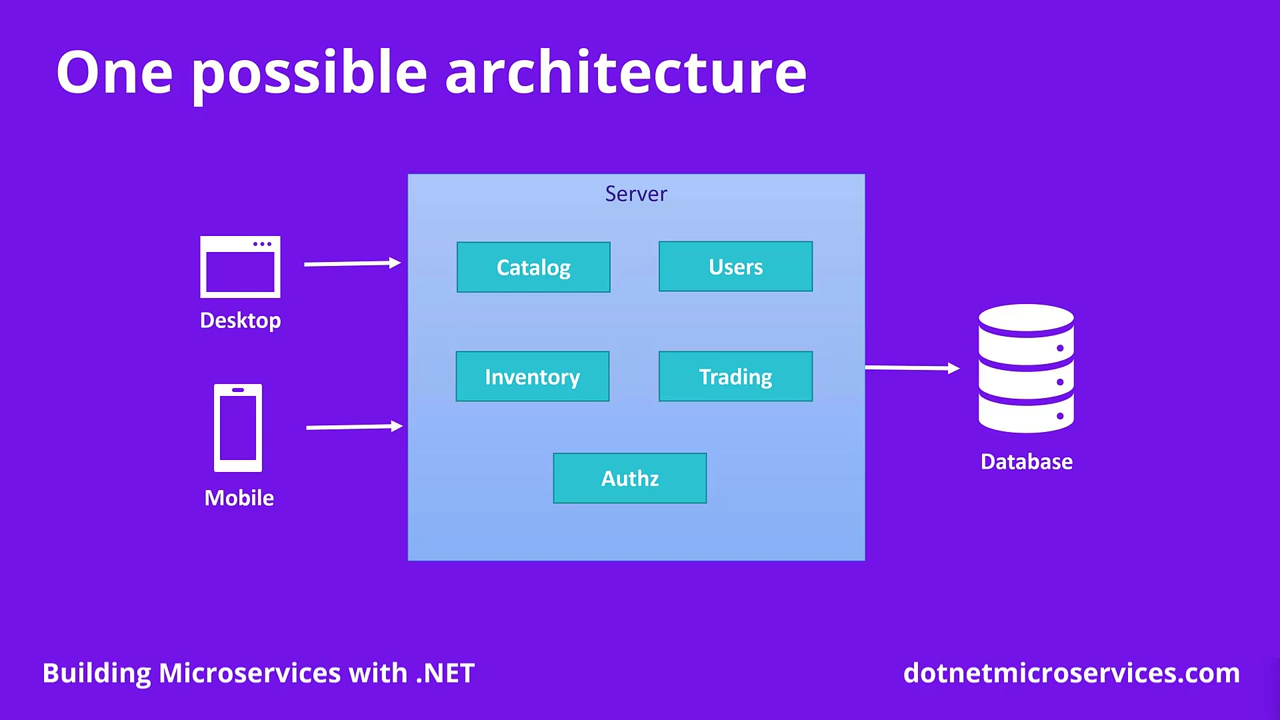 One possible architecture
Server
Catalog
Users
Desktop
Inventory
Trading
Mobile
Authz
Database
Building Microservices with .NET
dotnetmicroservices.com